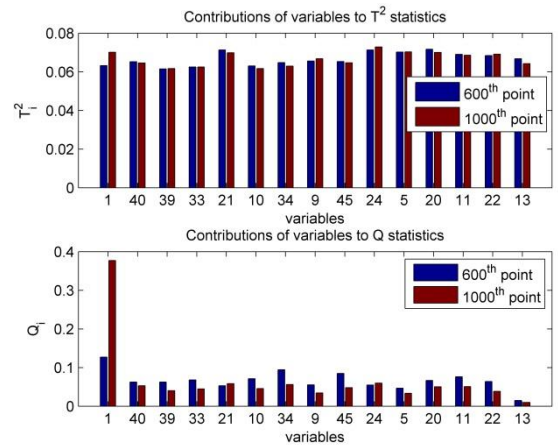 Contributions of variables to T² statistics
0.08
0.06
0.04
0.02
0
T²ᵢ
600ᵗʰ point
1000ᵗʰ point
1 40 39 33 21 10 34 9 45 24 5 20 11 22 13
variables
Contributions of variables to Q statistics
0.4
0.3
0.2
0.1
0
Qᵢ
600ᵗʰ point
1000ᵗʰ point
1 40 39 33 21 10 34 9 45 24 5 20 11 22 13
variables